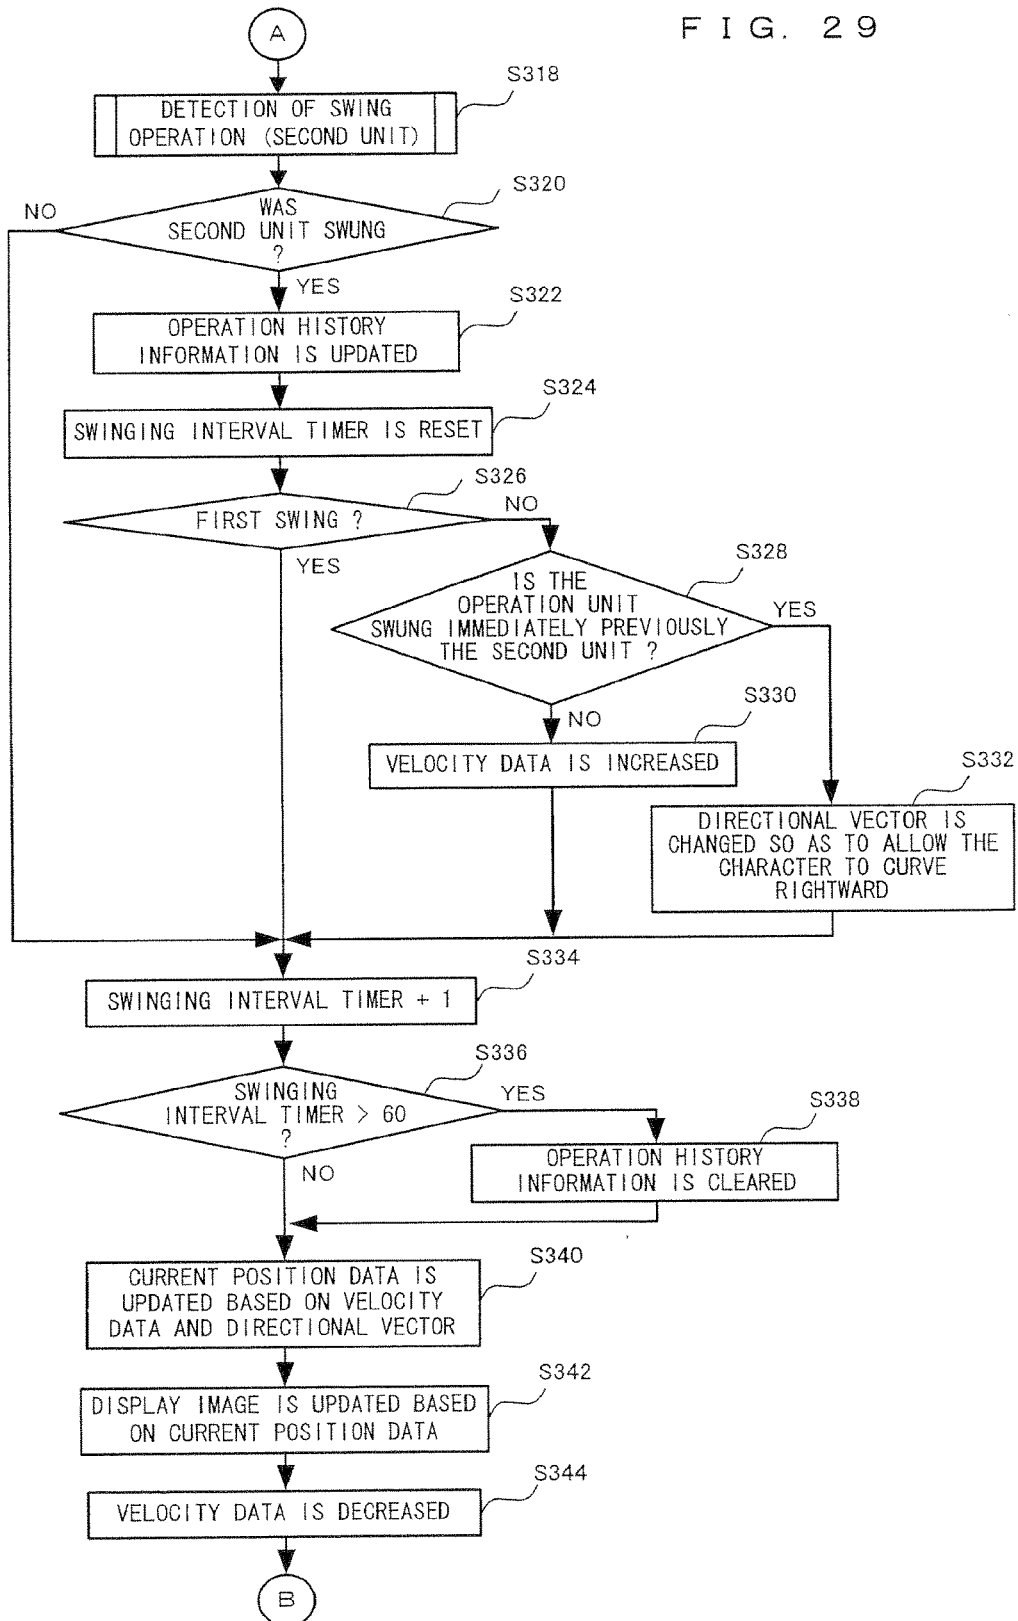 FIG. 29
A
S318
DETECTION OF SWING
OPERATION (SECOND UNIT)
S320
NO
WAS
SECOND UNIT SWUNG
?
YES
S322
OPERATION HISTORY
INFORMATION IS UPDATED
S324
SWINGING INTERVAL TIMER IS RESET
S326
FIRST SWING ?
NO
YES
S328
IS THE
OPERATION UNIT
SWUNG IMMEDIATELY PREVIOUSLY
THE SECOND UNIT ?
YES
NO
S330
VELOCITY DATA IS INCREASED
S332
DIRECTIONAL VECTOR IS
CHANGED SO AS TO ALLOW THE
CHARACTER TO CURVE
RIGHTWARD
S334
SWINGING INTERVAL TIMER + 1
S336
SWINGING
INTERVAL TIMER > 60
?
YES
NO
S338
OPERATION HISTORY
INFORMATION IS CLEARED
S340
CURRENT POSITION DATA IS
UPDATED BASED ON VELOCITY
DATA AND DIRECTIONAL VECTOR
S342
DISPLAY IMAGE IS UPDATED BASED
ON CURRENT POSITION DATA
S344
VELOCITY DATA IS DECREASED
B